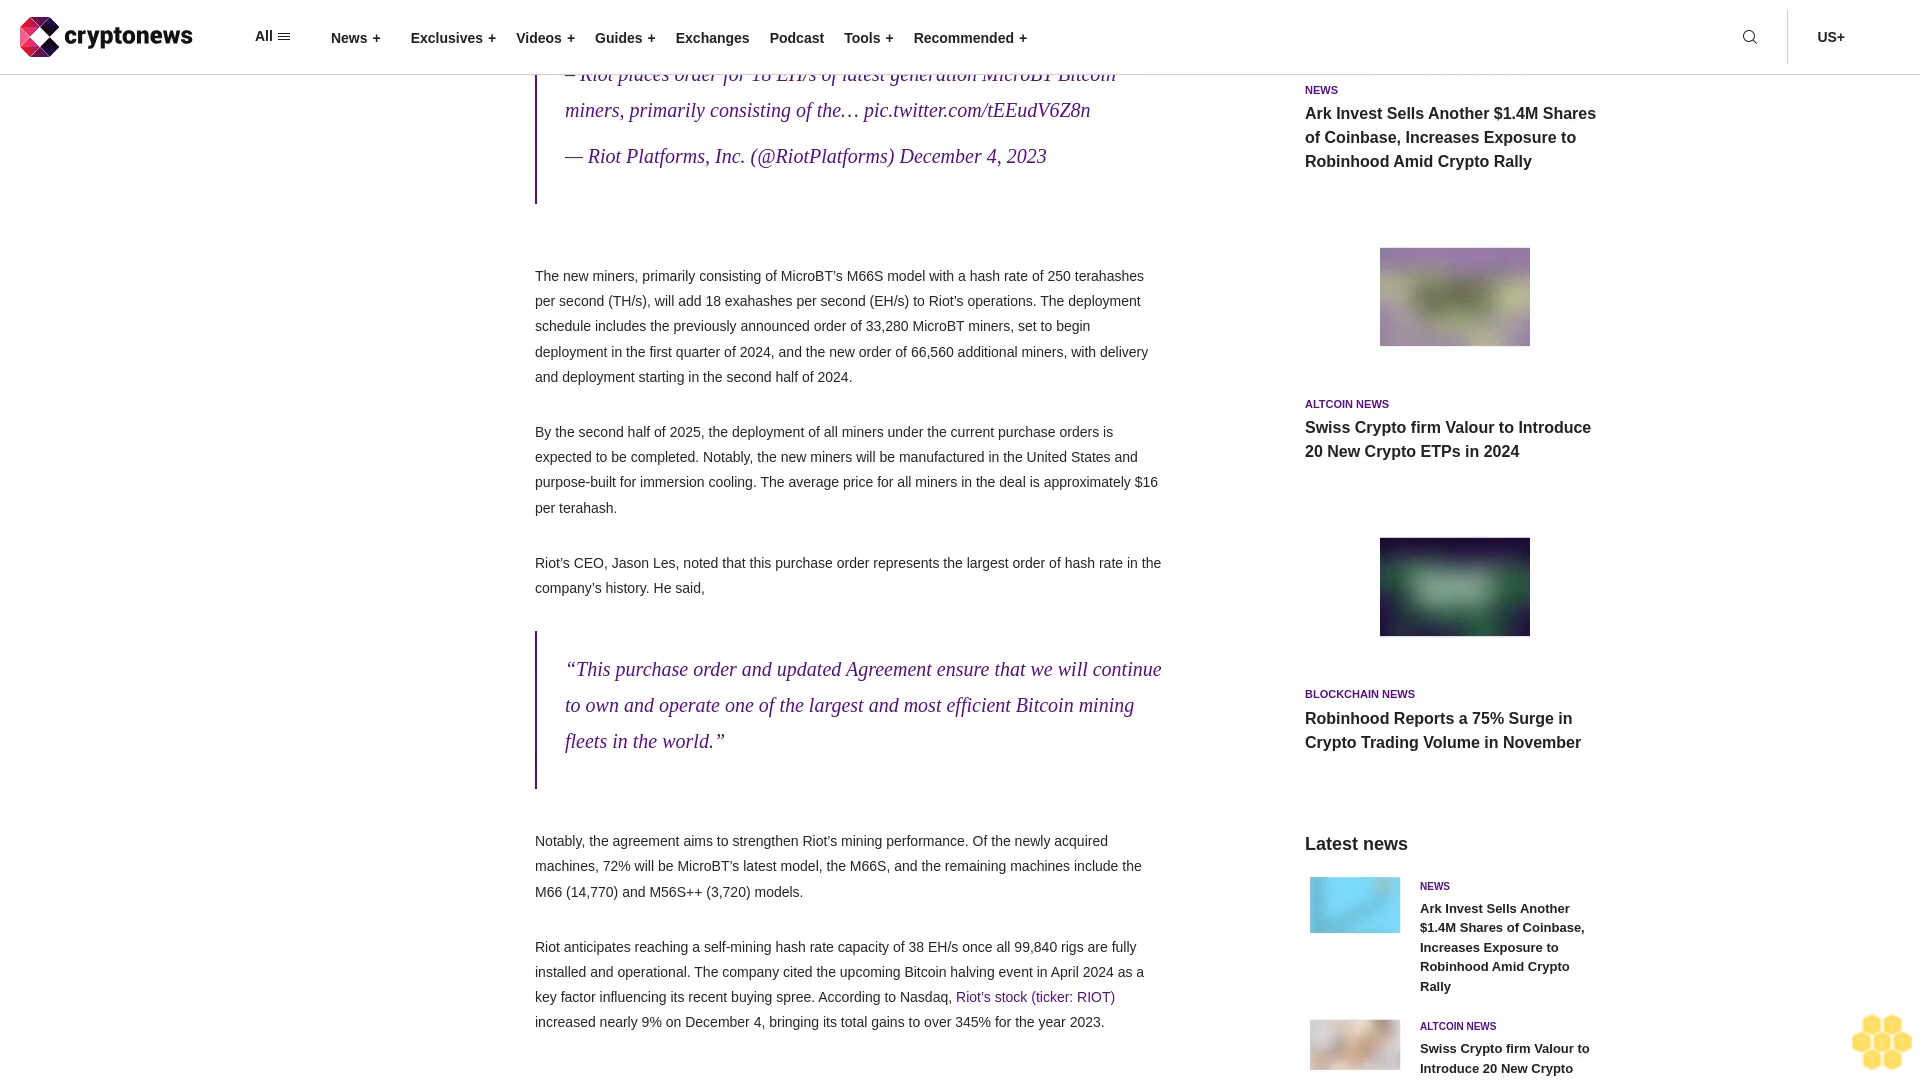 cryptonews
All
News +
Exclusives +
Videos +
Guides +
Exchanges
Podcast
Tools +
Recommended +
US+
– Riot places order for 18 EH/s of latest generation MicroBT Bitcoin
miners, primarily consisting of the… pic.twitter.com/tEEudV6Z8n
— Riot Platforms, Inc. (@RiotPlatforms) December 4, 2023
The new miners, primarily consisting of MicroBT’s M66S model with a hash rate of 250 terahashes
per second (TH/s), will add 18 exahashes per second (EH/s) to Riot’s operations. The deployment
schedule includes the previously announced order of 33,280 MicroBT miners, set to begin
deployment in the first quarter of 2024, and the new order of 66,560 additional miners, with delivery
and deployment starting in the second half of 2024.
By the second half of 2025, the deployment of all miners under the current purchase orders is
expected to be completed. Notably, the new miners will be manufactured in the United States and
purpose-built for immersion cooling. The average price for all miners in the deal is approximately $16
per terahash.
Riot’s CEO, Jason Les, noted that this purchase order represents the largest order of hash rate in the
company’s history. He said,
“This purchase order and updated Agreement ensure that we will continue
to own and operate one of the largest and most efficient Bitcoin mining
fleets in the world.”
Notably, the agreement aims to strengthen Riot’s mining performance. Of the newly acquired
machines, 72% will be MicroBT’s latest model, the M66S, and the remaining machines include the
M66 (14,770) and M56S++ (3,720) models.
Riot anticipates reaching a self-mining hash rate capacity of 38 EH/s once all 99,840 rigs are fully
installed and operational. The company cited the upcoming Bitcoin halving event in April 2024 as a
key factor influencing its recent buying spree. According to Nasdaq, Riot’s stock (ticker: RIOT)
increased nearly 9% on December 4, bringing its total gains to over 345% for the year 2023.
NEWS
Ark Invest Sells Another $1.4M Shares
of Coinbase, Increases Exposure to
Robinhood Amid Crypto Rally
ALTCOIN NEWS
Swiss Crypto firm Valour to Introduce
20 New Crypto ETPs in 2024
BLOCKCHAIN NEWS
Robinhood Reports a 75% Surge in
Crypto Trading Volume in November
Latest news
NEWS
Ark Invest Sells Another
$1.4M Shares of Coinbase,
Increases Exposure to
Robinhood Amid Crypto
Rally
ALTCOIN NEWS
Swiss Crypto firm Valour to
Introduce 20 New Crypto